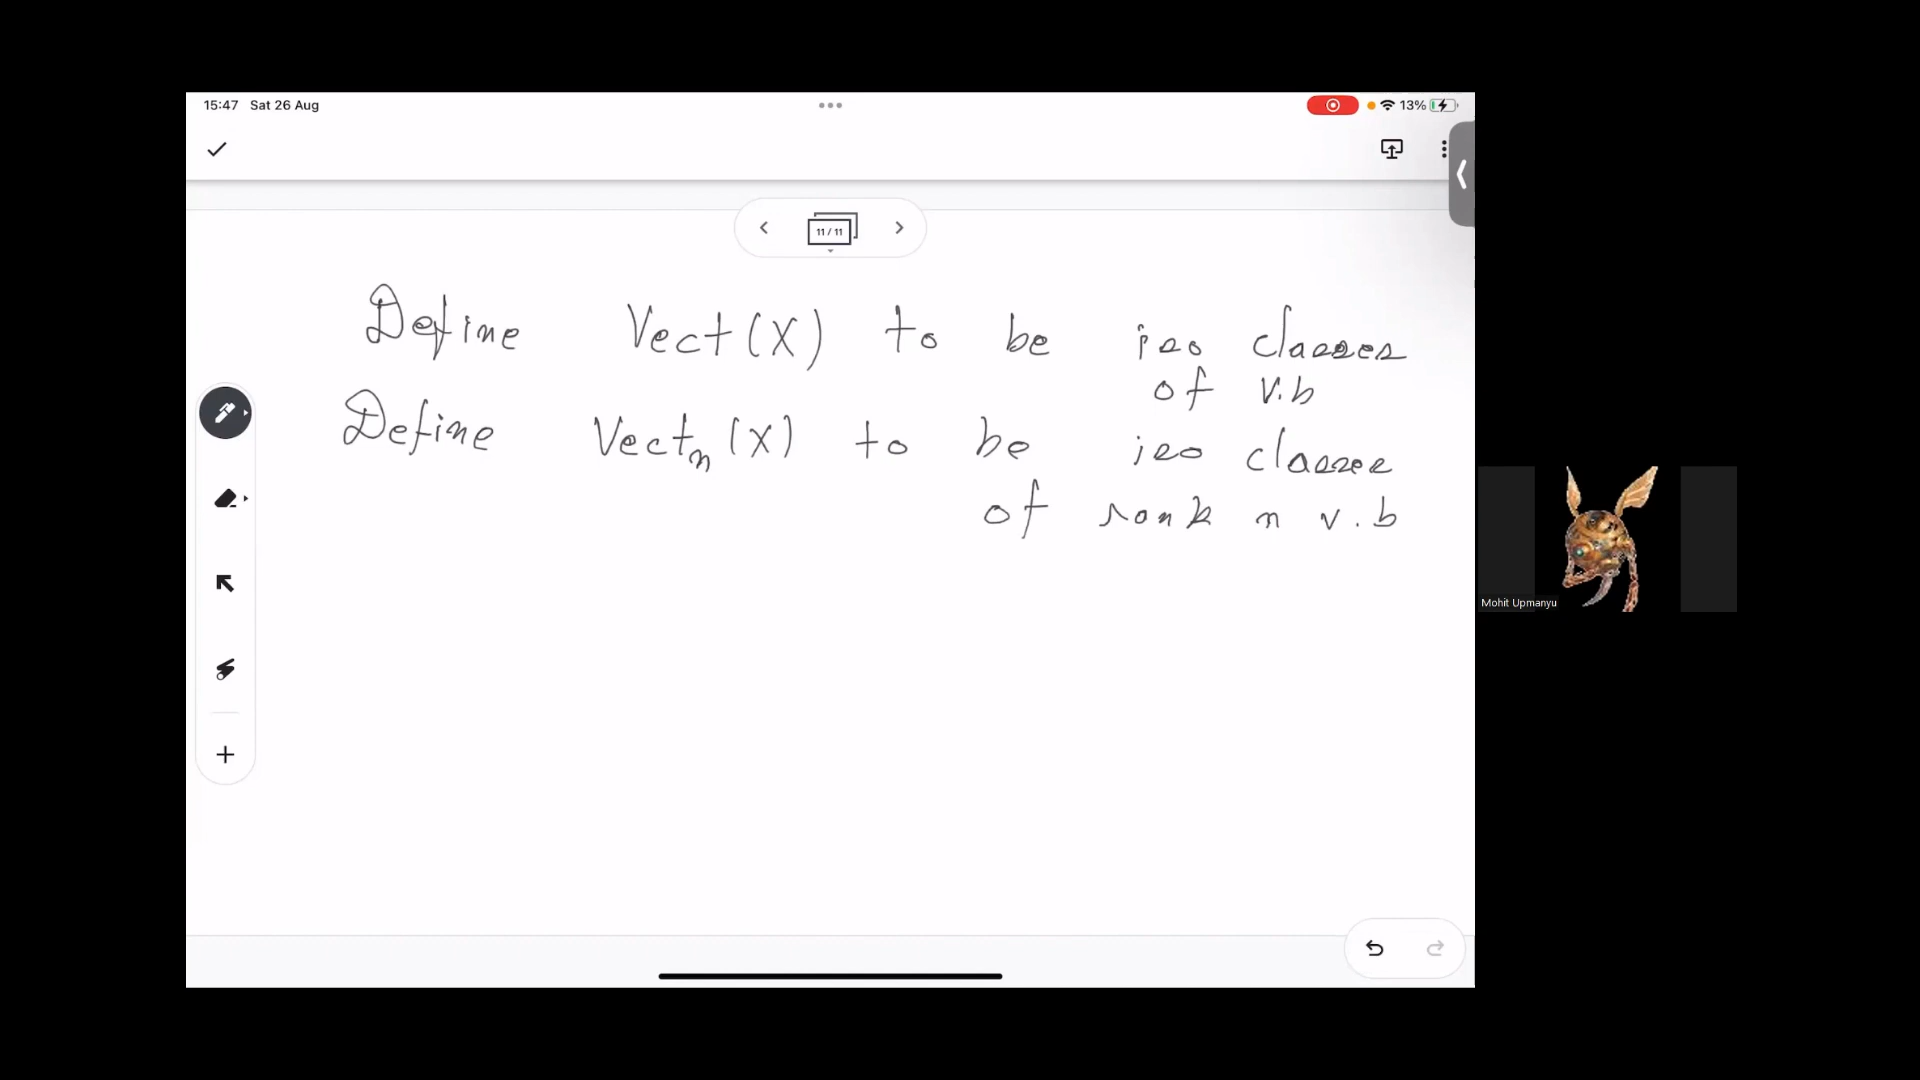 15:47 Sat 26 Aug
13%
11 / 11
Define Vect(X) to be iso classes
of v.b
Define Vectₙ(X) to be iso classes
of rank n v.b
Mohit Upmanyu